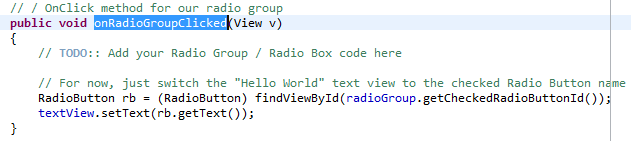 // / OnClick method for our radio group
public void onRadioGroupClicked(View v)
{
// TODO:: Add your Radio Group / Radio Box code here
// For now, just switch the "Hello World" text view to the checked Radio Button name
RadioButton rb = (RadioButton) findViewById(radioGroup.getCheckedRadioButtonId());
textView.setText(rb.getText());
}